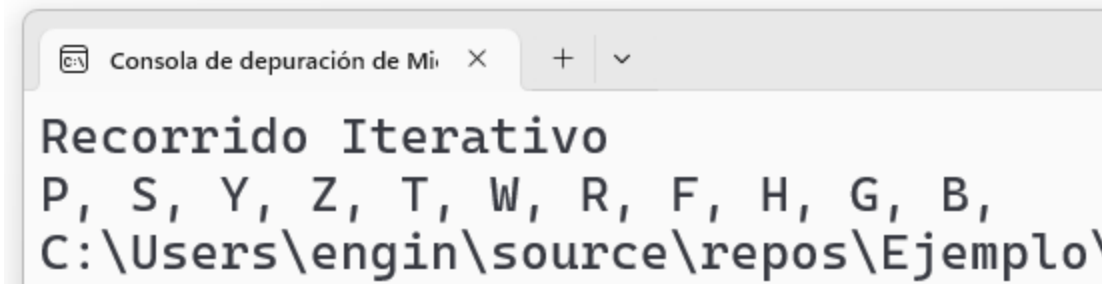 Consola de depuración de Mi
Recorrido Iterativo
P, S, Y, Z, T, W, R, F, H, G, B,
C:\Users\engin\source\repos\Ejemplo\